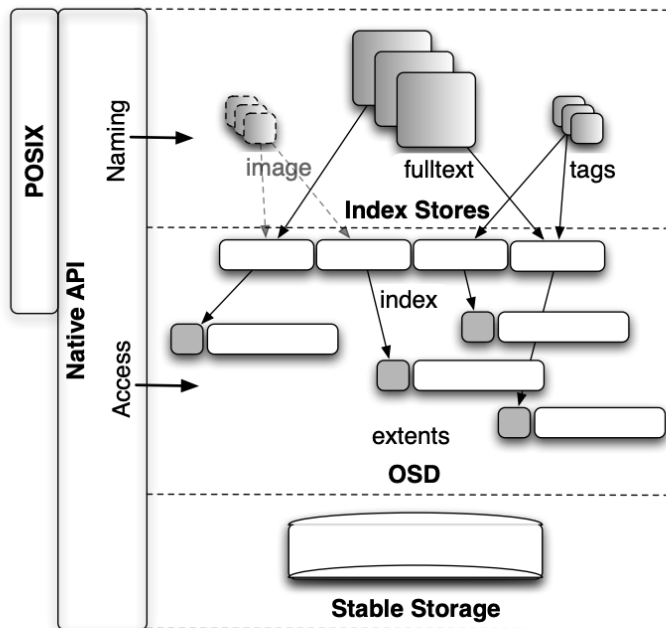 POSIX
Native API
Naming
Access
image
fulltext
tags
Index Stores
index
extents
OSD
Stable Storage